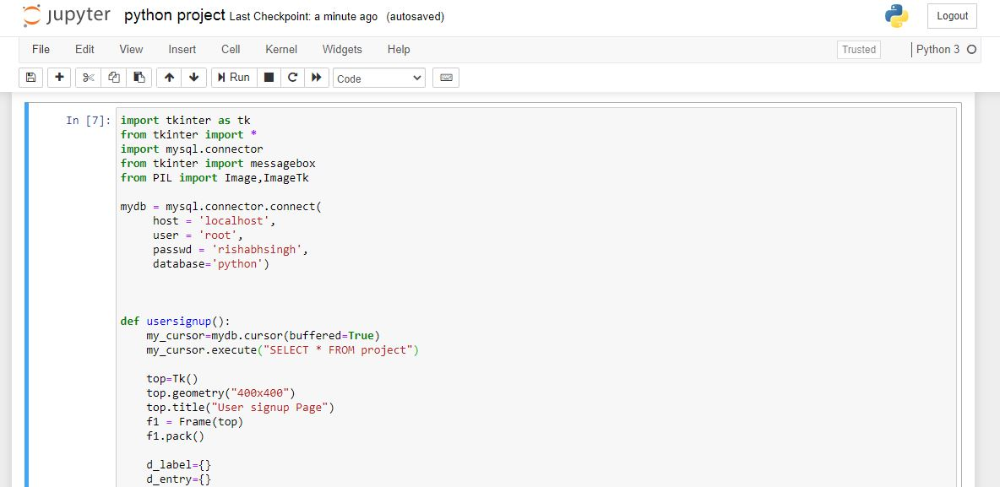 jupyter python project Last Checkpoint: a minute ago (autosaved)
Logout
File Edit View Insert Cell Kernel Widgets Help
Trusted
Python 3
Run
Code
In [7]:
import tkinter as tk
from tkinter import *
import mysql.connector
from tkinter import messagebox
from PIL import Image,ImageTk
mydb = mysql.connector.connect(
host = 'localhost',
user = 'root',
passwd = 'rishabhsingh',
database='python')
def usersignup():
my_cursor=mydb.cursor(buffered=True)
my_cursor.execute("SELECT * FROM project")
top=Tk()
top.geometry("400x400")
top.title("User signup Page")
f1 = Frame(top)
f1.pack()
d_label={}
d_entry={}